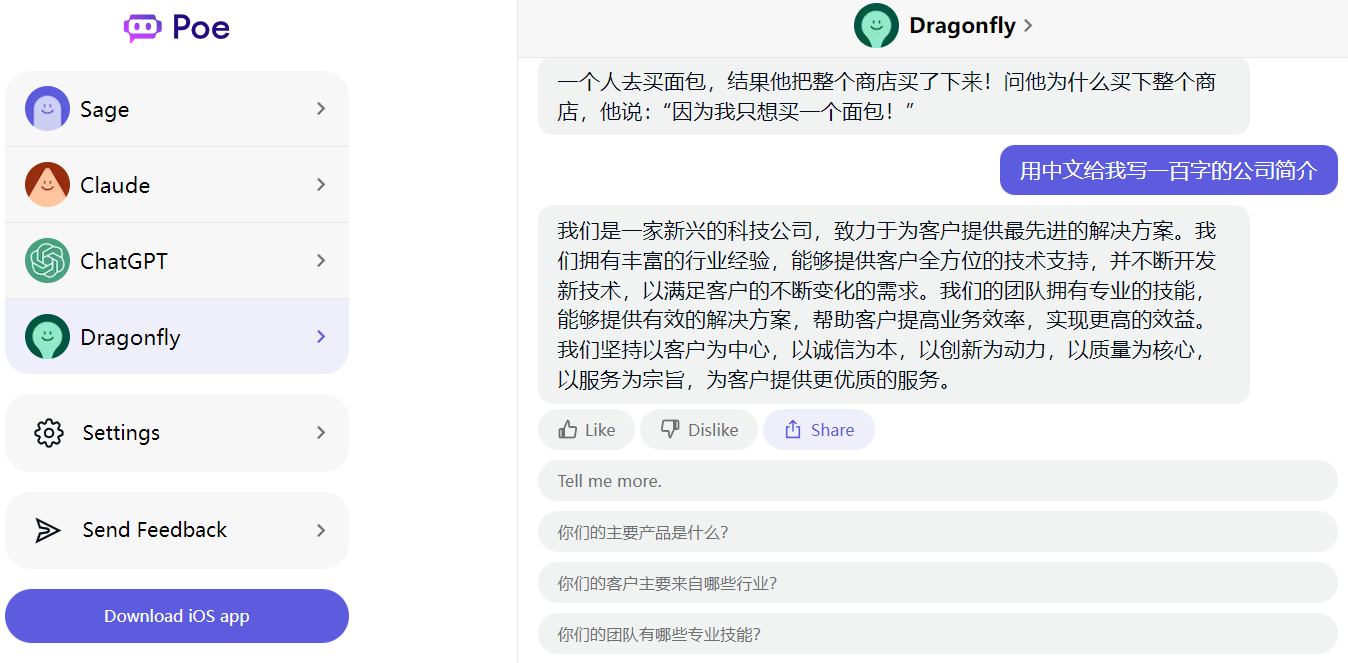 Poe
Sage
Claude
ChatGPT
Dragonfly
Settings
Send Feedback
Download iOS app
Dragonfly
一个人去买面包，结果他把整个商店买了下来！问他为什么买下整个商
店，他说：“因为我只想买一个面包！”
用中文给我写一百字的公司简介
我们是一家新兴的科技公司，致力于为客户提供最先进的解决方案。我
们拥有丰富的行业经验，能够提供客户全方位的技术支持，并不断开发
新技术，以满足客户的不断变化的需求。我们的团队拥有专业的技能，
能够提供有效的解决方案，帮助客户提高业务效率，实现更高的效益。
我们坚持以客户为中心，以诚信为本，以创新为动力，以质量为核心，
以服务为宗旨，为客户提供更优质的服务。
Like Dislike Share
Tell me more.
你们的主要产品是什么？
你们的客户主要来自哪些行业？
你们的团队有哪些专业技能？